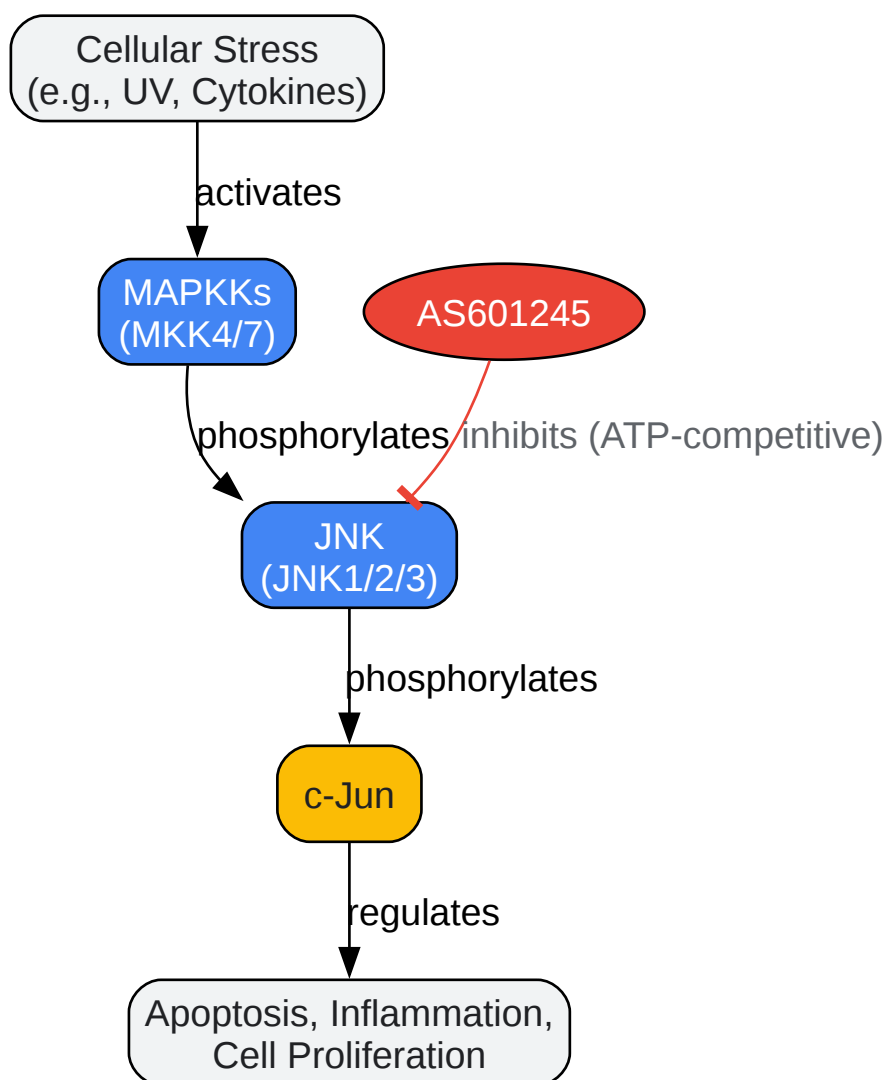 Cellular Stress
(e.g., UV, Cytokines)
activates
MAPKKs
(MKK4/7)
AS601245
phosphorylates
inhibits (ATP-competitive)
JNK
(JNK1/2/3)
phosphorylates
c-Jun
regulates
Apoptosis, Inflammation,
Cell Proliferation